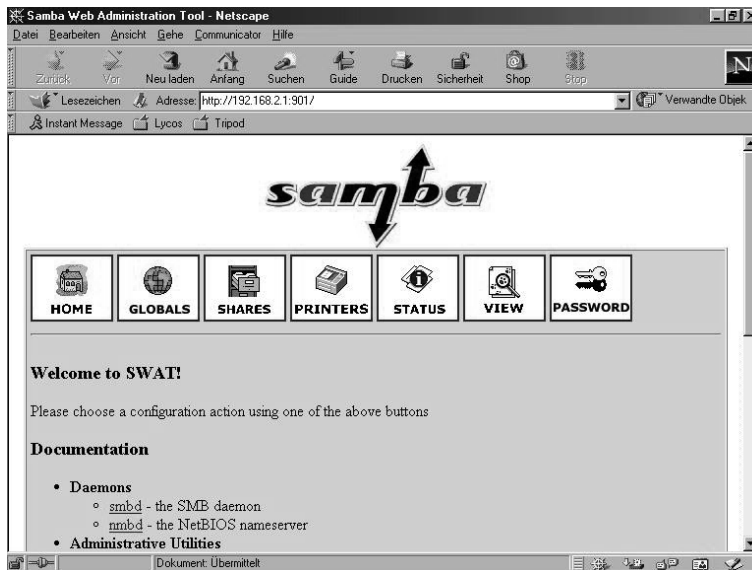 Samba Web Administration Tool - Netscape
Datei Bearbeiten Ansicht Gehe Communicator Hilfe
Zurück Vor Neu laden Anfang Suchen Guide Drucken Sicherheit Shop Stop
N
Lesezeichen Adresse: http://192.168.2.1:901/ Verwandte Objek
Instant Message Lycos Tripod
samba
HOME GLOBALS SHARES PRINTERS STATUS VIEW PASSWORD
Welcome to SWAT!
Please choose a configuration action using one of the above buttons
Documentation
• Daemons
◦ smbd - the SMB daemon
◦ nmbd - the NetBIOS nameserver
• Administrative Utilities
Dokument: Übermittelt